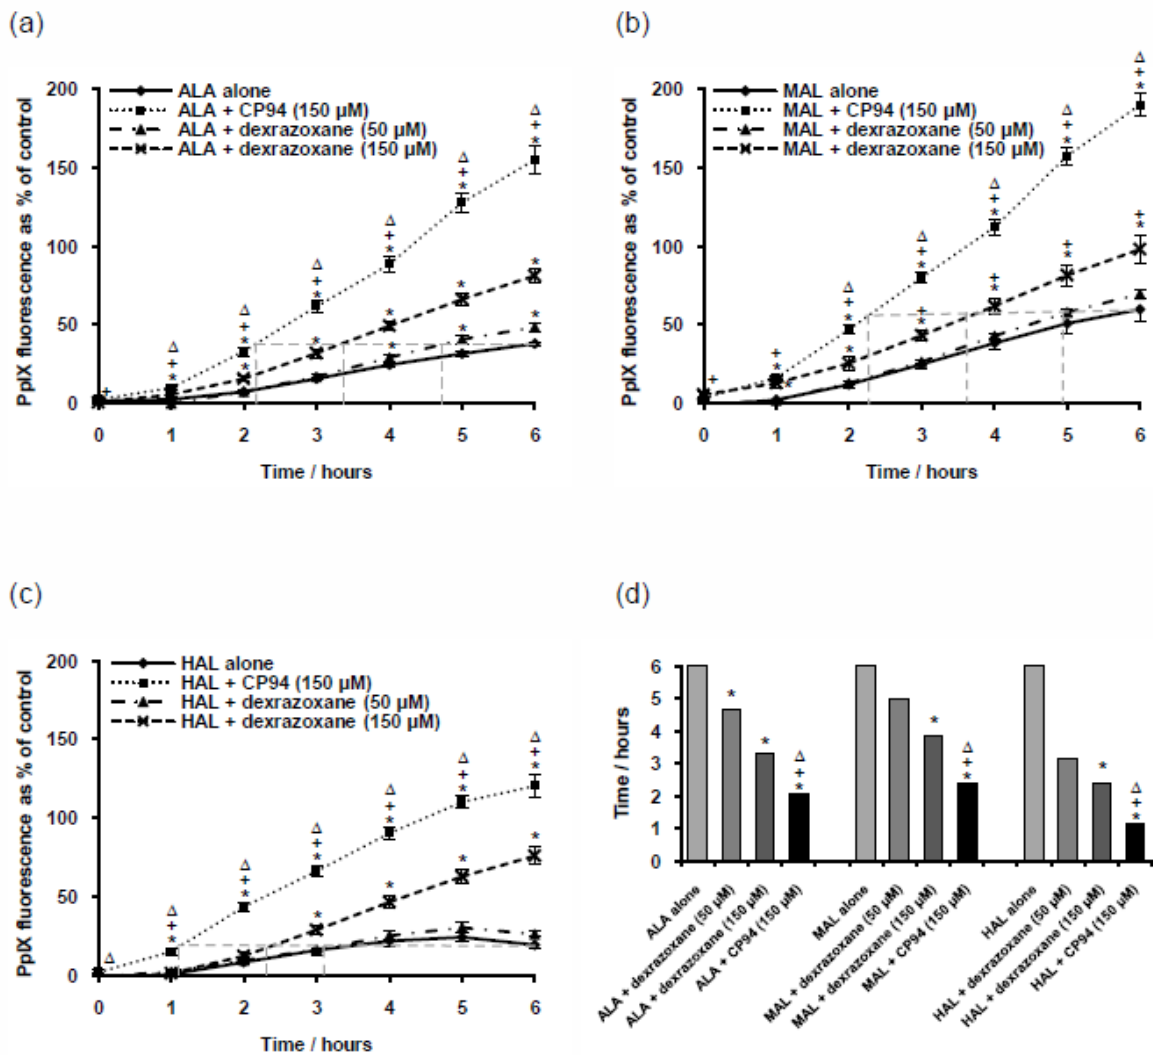 (a)
(b)
200
150
100
50
0
PpIX fluorescence as % of control
ALA alone
ALA + CP94 (150 µM)
ALA + dexrazoxane (50 µM)
ALA + dexrazoxane (150 µM)
0 1 2 3 4 5 6
Time / hours
200
150
100
50
0
PpIX fluorescence as % of control
MAL alone
MAL + CP94 (150 µM)
MAL + dexrazoxane (50 µM)
MAL + dexrazoxane (150 µM)
0 1 2 3 4 5 6
Time / hours
(c)
(d)
200
150
100
50
0
PpIX fluorescence as % of control
HAL alone
HAL + CP94 (150 µM)
HAL + dexrazoxane (50 µM)
HAL + dexrazoxane (150 µM)
0 1 2 3 4 5 6
Time / hours
6
5
4
3
2
1
0
Time / hours
ALA alone
ALA + dexrazoxane (50 µM)
ALA + dexrazoxane (150 µM)
ALA + CP94 (150 µM)
MAL alone
MAL + dexrazoxane (50 µM)
MAL + dexrazoxane (150 µM)
MAL + CP94 (150 µM)
HAL alone
HAL + dexrazoxane (50 µM)
HAL + dexrazoxane (150 µM)
HAL + CP94 (150 µM)